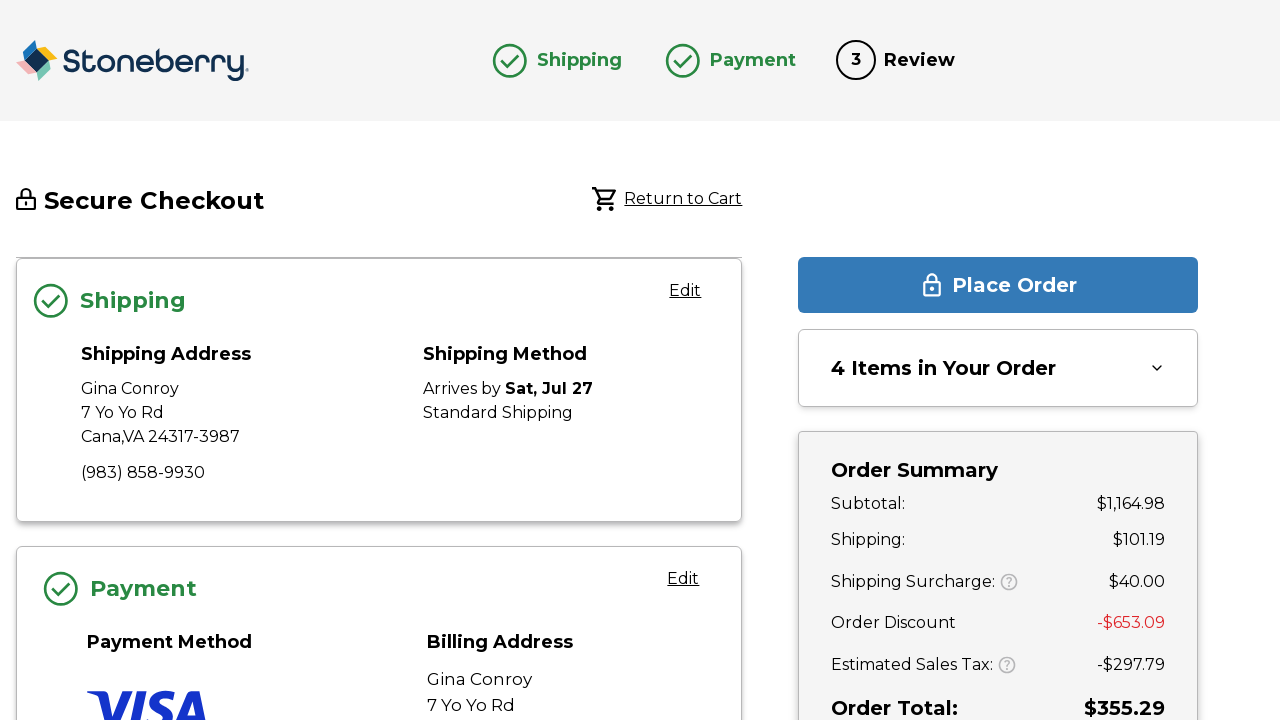 Stoneberry
Shipping
Payment
3 Review
Secure Checkout
Return to Cart
Shipping
Edit
Shipping Address
Gina Conroy
7 Yo Yo Rd
Cana,VA 24317-3987
(983) 858-9930
Shipping Method
Arrives by Sat, Jul 27
Standard Shipping
Payment
Edit
Payment Method
VISA
Billing Address
Gina Conroy
7 Yo Yo Rd
Place Order
4 Items in Your Order
Order Summary
Subtotal: $1,164.98
Shipping: $101.19
Shipping Surcharge: ? $40.00
Order Discount -$653.09
Estimated Sales Tax: ? -$297.79
Order Total: $355.29